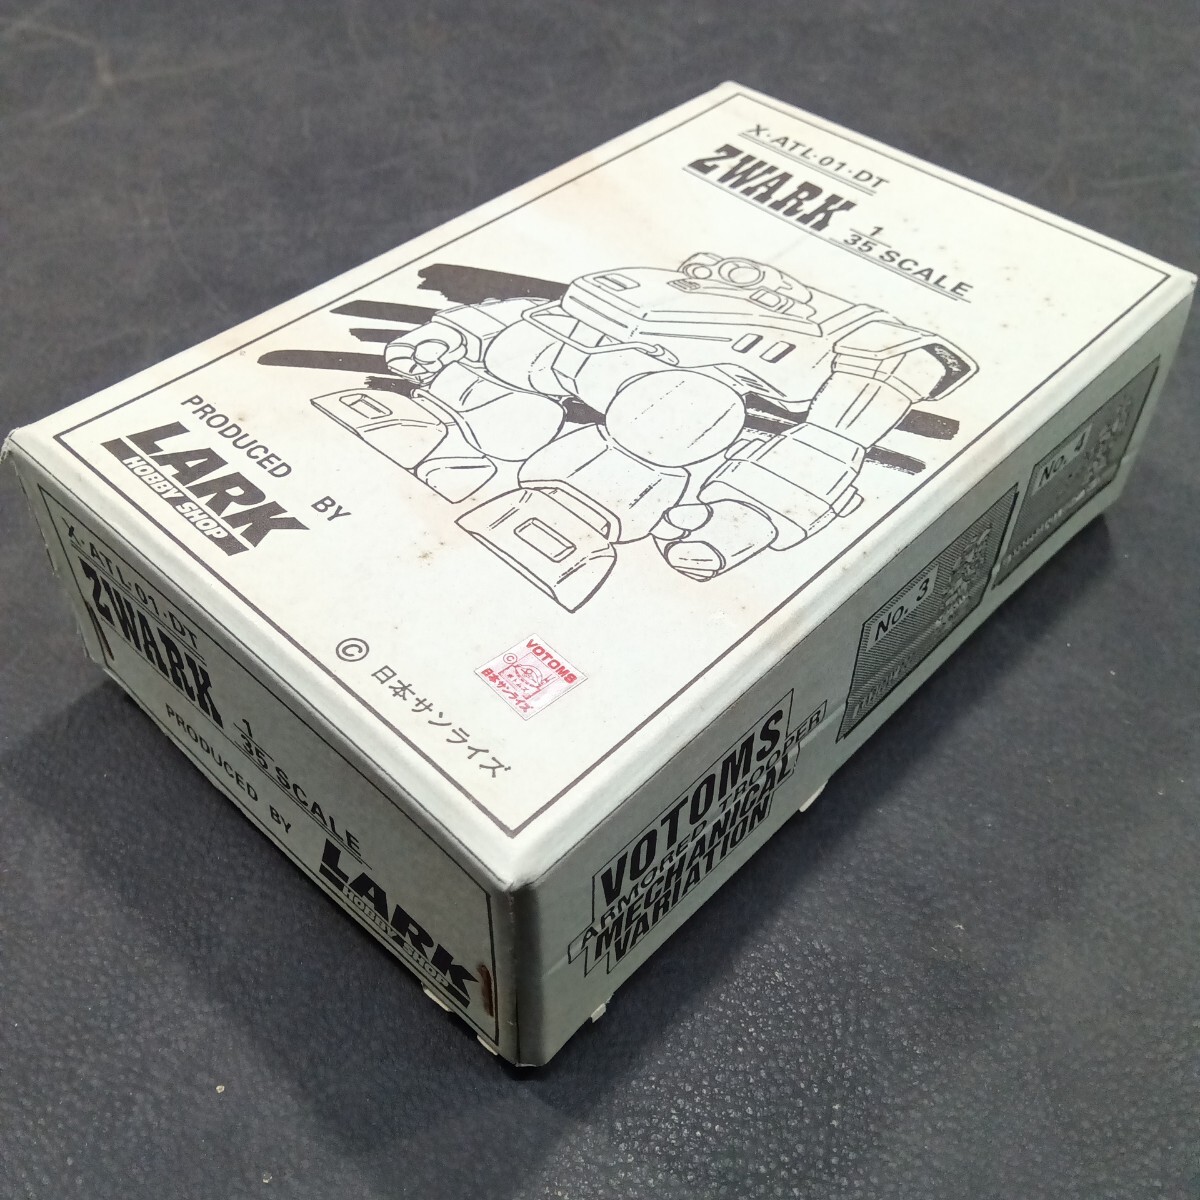 X·ATL·01·DT
ZWARK
1/35 SCALE
PRODUCED BY
LARK
HOBBY SHOP
© 日本サンライズ
VOTOMS
©
日本サンライズ
X·ATL·01·DT
ZWARK
1/35 SCALE
PRODUCED BY
LARK
HOBBY SHOP
VOTOMS
ARMORED TROOPER
MECHANICAL
VARIATION
No. 3
No. 4